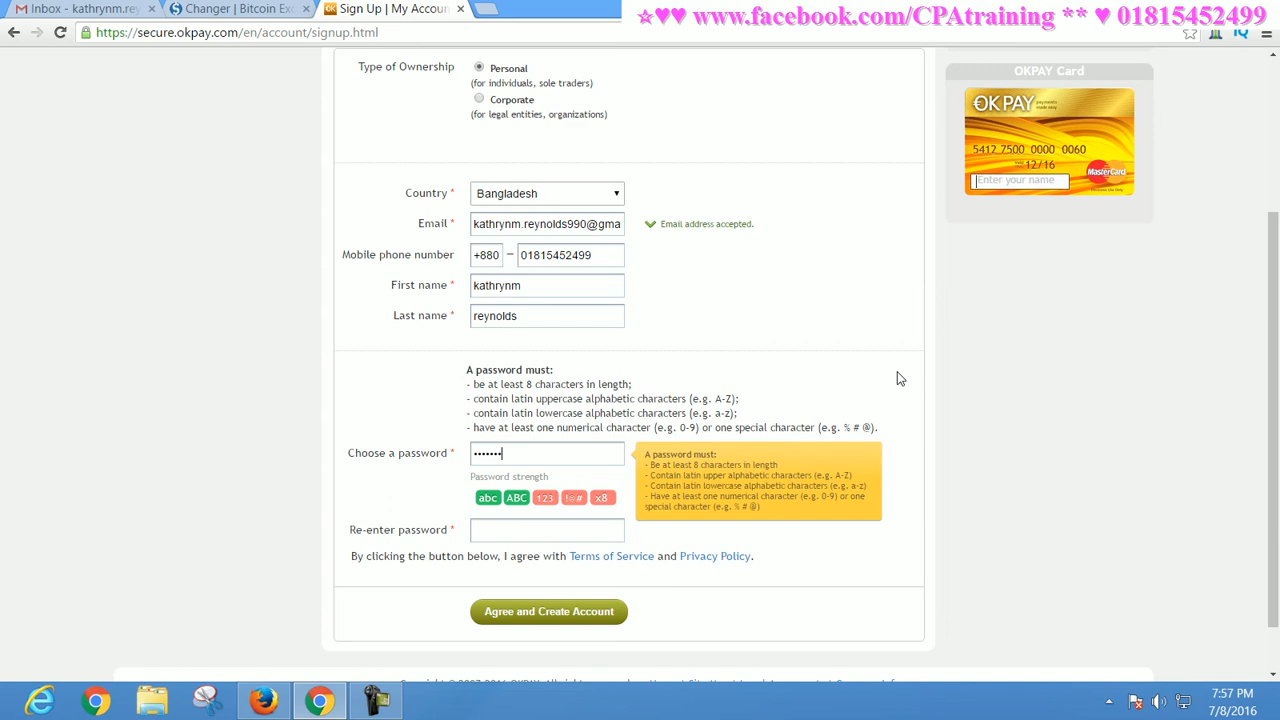 Inbox - kathrynm.rey
Changer | Bitcoin Exc
Sign Up | My Accoun
☆♥♥ www.facebook.com/CPAtraining ** ♥ 01815452499
https://secure.okpay.com/en/account/signup.html
Type of Ownership
Personal
(for individuals, sole traders)
Corporate
(for legal entities, organizations)
OKPAY Card
OKPAY payments made easy
5412 7500 0000 0060
12/16
Enter your name
MasterCard
Country *
Bangladesh
Email *
kathrynm.reynolds990@gma
Email address accepted.
Mobile phone number
+880 – 01815452499
First name *
kathrynm
Last name *
reynolds
A password must:
- be at least 8 characters in length;
- contain latin uppercase alphabetic characters (e.g. A-Z);
- contain latin lowercase alphabetic characters (e.g. a-z);
- have at least one numerical character (e.g. 0-9) or one special character (e.g. % # @).
Choose a password *
•••••••
Password strength
abc ABC 123 !@# x8
A password must:
- Be at least 8 characters in length
- Contain latin upper alphabetic characters (e.g. A-Z)
- Contain latin lowercase alphabetic characters (e.g. a-z)
- Have at least one numerical character (e.g. 0-9) or one
special character (e.g. % # @)
Re-enter password *
By clicking the button below, I agree with Terms of Service and Privacy Policy.
Agree and Create Account
7:57 PM
7/8/2016